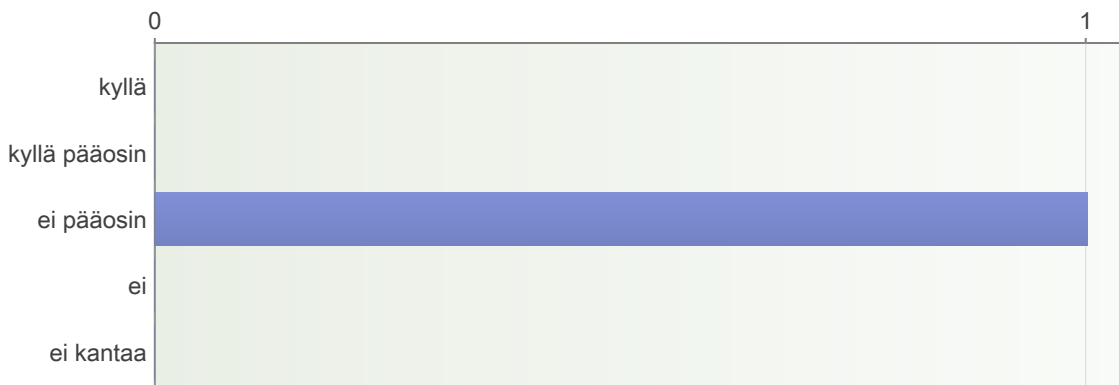 0 1
kyllä
kyllä pääosin
ei pääosin
ei
ei kantaa